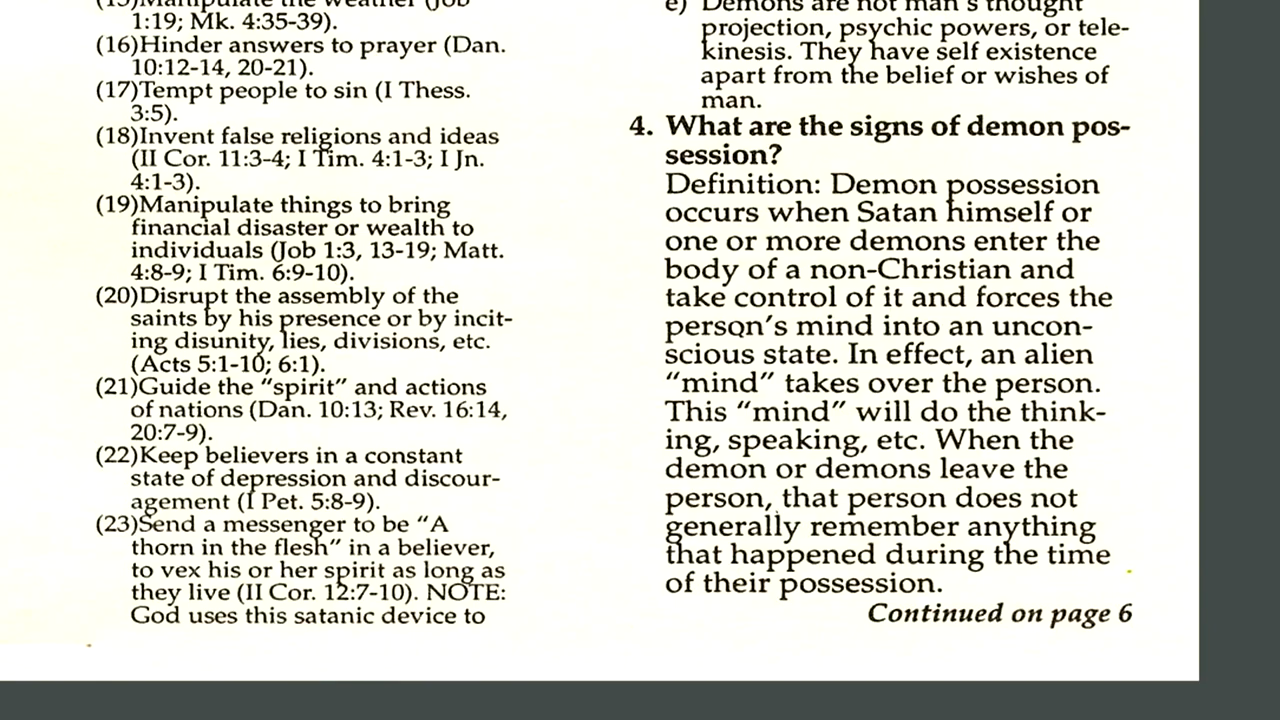 (15)Manipulate the weather (Job
1:19; Mk. 4:35-39).
(16)Hinder answers to prayer (Dan.
10:12-14, 20-21).
(17)Tempt people to sin (I Thess.
3:5).
(18)Invent false religions and ideas
(II Cor. 11:3-4; I Tim. 4:1-3; I Jn.
4:1-3).
(19)Manipulate things to bring
financial disaster or wealth to
individuals (Job 1:3, 13-19; Matt.
4:8-9; I Tim. 6:9-10).
(20)Disrupt the assembly of the
saints by his presence or by incit-
ing disunity, lies, divisions, etc.
(Acts 5:1-10; 6:1).
(21)Guide the “spirit” and actions
of nations (Dan. 10:13; Rev. 16:14,
20:7-9).
(22)Keep believers in a constant
state of depression and discour-
agement (I Pet. 5:8-9).
(23)Send a messenger to be “A
thorn in the flesh” in a believer,
to vex his or her spirit as long as
they live (II Cor. 12:7-10). NOTE:
God uses this satanic device to
e) Demons are not man's thought
projection, psychic powers, or tele-
kinesis. They have self existence
apart from the belief or wishes of
man.
4. What are the signs of demon pos-
session?
Definition: Demon possession
occurs when Satan himself or
one or more demons enter the
body of a non-Christian and
take control of it and forces the
person's mind into an uncon-
scious state. In effect, an alien
“mind” takes over the person.
This “mind” will do the think-
ing, speaking, etc. When the
demon or demons leave the
person, that person does not
generally remember anything
that happened during the time
of their possession.
Continued on page 6